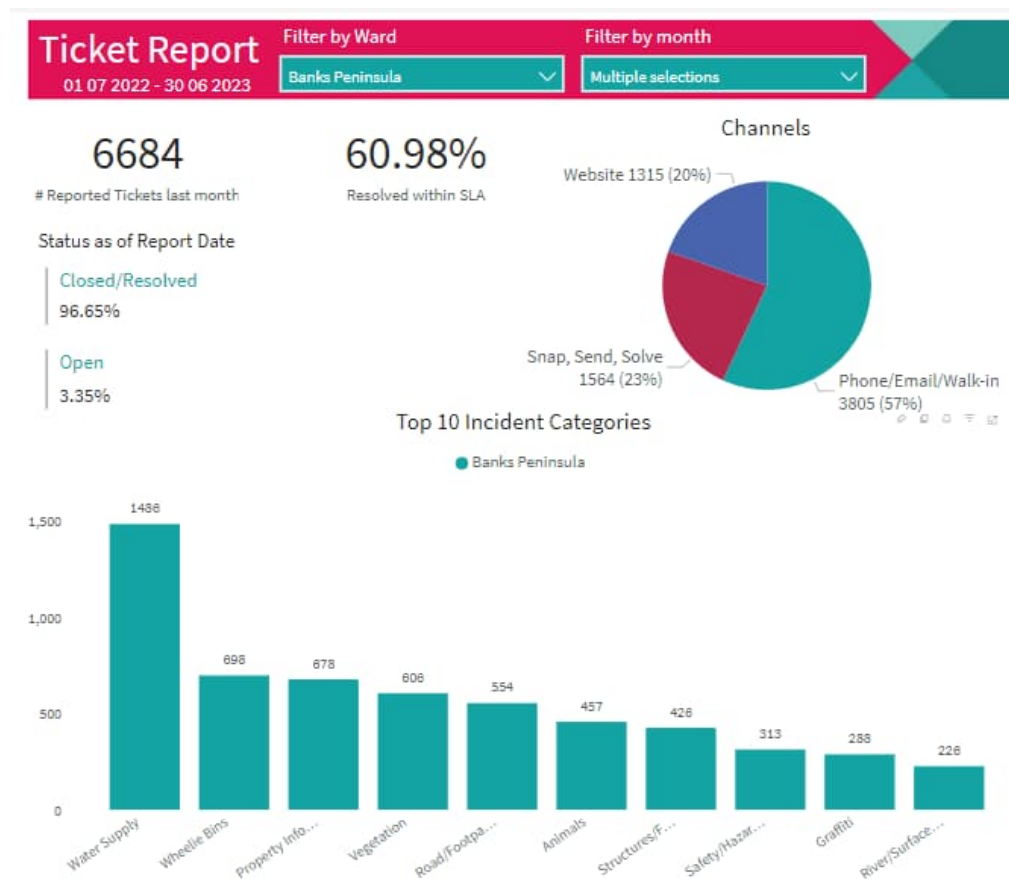 Ticket Report
01 07 2022 - 30 06 2023
Filter by Ward
Banks Peninsula
Filter by month
Multiple selections
6684
# Reported Tickets last month
60.98%
Resolved within SLA
Status as of Report Date
Closed/Resolved
96.65%
Open
3.35%
Channels
Website 1315 (20%)
Snap, Send, Solve
1564 (23%)
Phone/Email/Walk-in
3805 (57%)
Top 10 Incident Categories
Banks Peninsula
1,500
1,000
500
0
1486
698
678
606
554
457
426
313
288
226
Water Supply
Wheelie Bins
Property Info...
Vegetation
Road/Footpa...
Animals
Structures/F...
Safety/Hazar...
Graffiti
River/Surface...